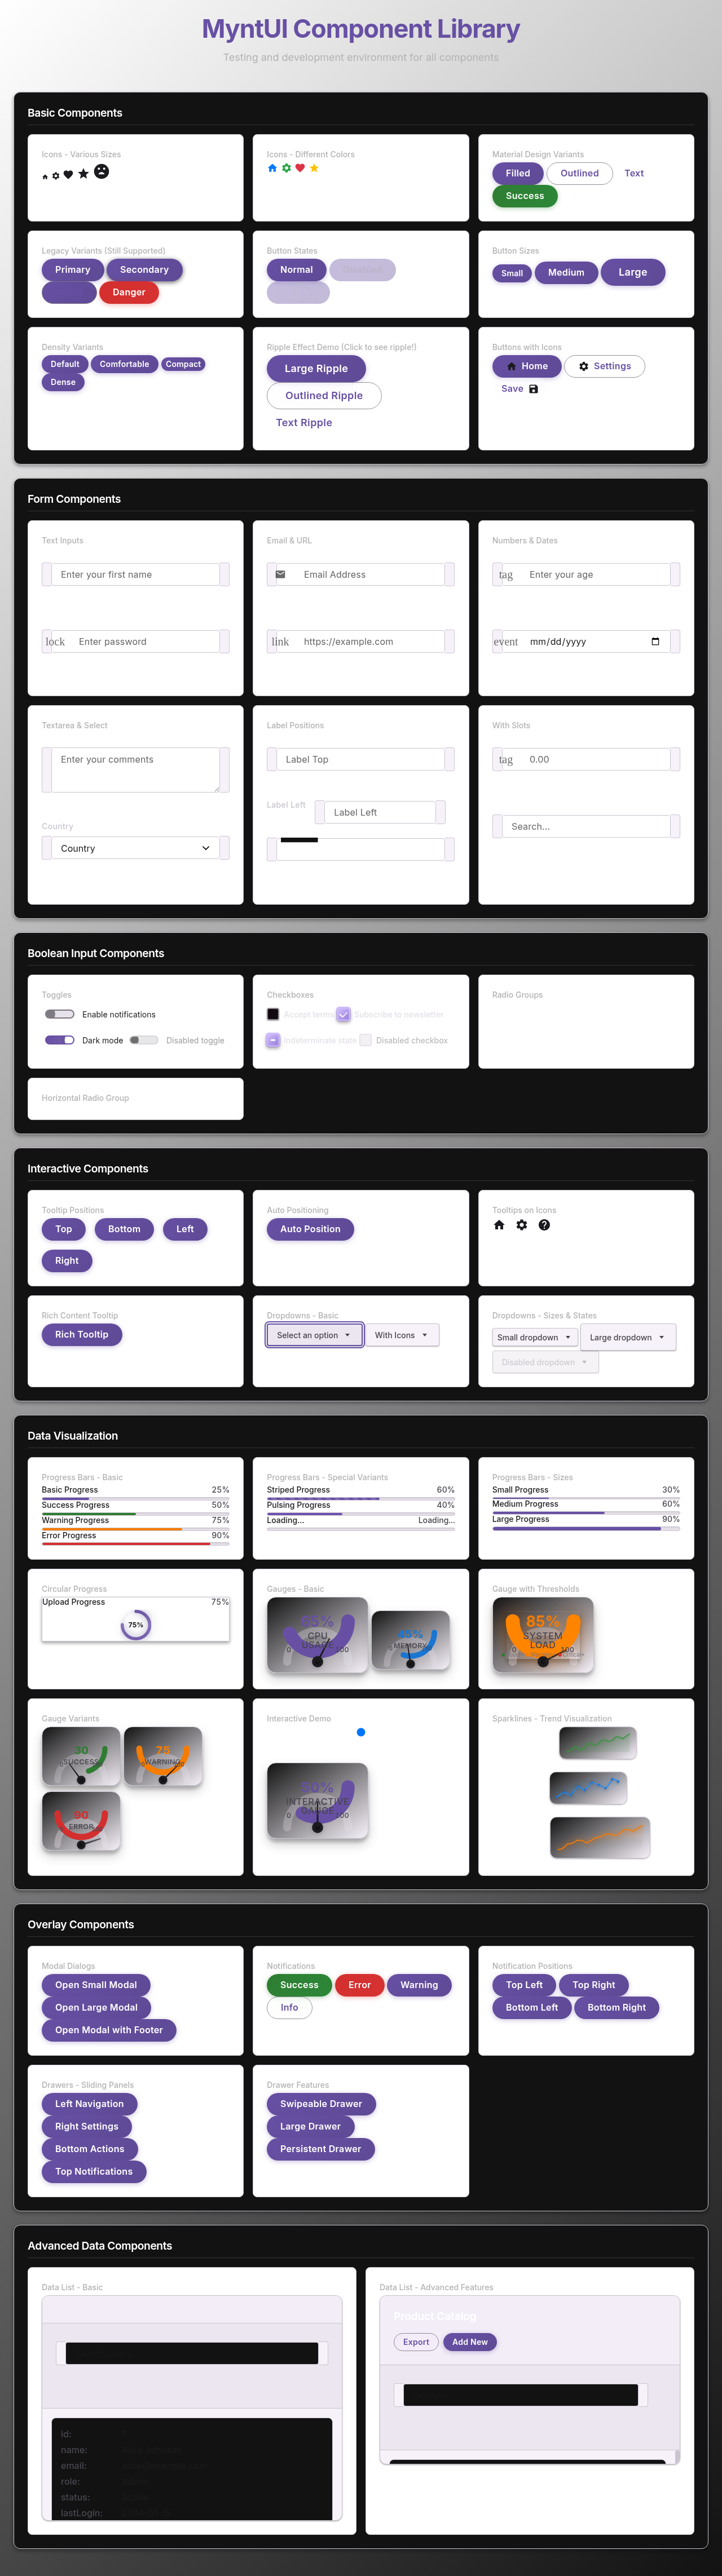 MyntUI Component Library
Testing and development environment for all components
Basic Components
Icons - Various Sizes
Icons - Different Colors
Material Design Variants
Filled
Outlined
Text
Success
Legacy Variants (Still Supported)
Primary
Secondary
Danger
Button States
Normal
Disabled
Button Sizes
Small
Medium
Large
Density Variants
Default
Comfortable
Compact
Dense
Ripple Effect Demo (Click to see ripple!)
Large Ripple
Outlined Ripple
Text Ripple
Buttons with Icons
Home
Settings
Save
Form Components
Text Inputs
Enter your first name
lock
Enter password
Email & URL
Email Address
link
https://example.com
Numbers & Dates
tag
Enter your age
event
mm/dd/yyyy
Textarea & Select
Enter your comments
Country
Country
Label Positions
Label Top
Label Left
Label Left
With Slots
tag
0.00
Search...
Boolean Input Components
Toggles
Enable notifications
Dark mode
Disabled toggle
Checkboxes
Accept terms
Subscribe to newsletter
Indeterminate state
Disabled checkbox
Radio Groups
Horizontal Radio Group
Interactive Components
Tooltip Positions
Top
Bottom
Left
Right
Auto Positioning
Auto Position
Tooltips on Icons
Rich Content Tooltip
Rich Tooltip
Dropdowns - Basic
Select an option
With Icons
Dropdowns - Sizes & States
Small dropdown
Large dropdown
Disabled dropdown
Data Visualization
Progress Bars - Basic
Basic Progress 25%
Success Progress 50%
Warning Progress 75%
Error Progress 90%
Progress Bars - Special Variants
Striped Progress 60%
Pulsing Progress 40%
Loading... Loading...
Progress Bars - Sizes
Small Progress 30%
Medium Progress 60%
Large Progress 90%
Circular Progress
Upload Progress 75%
75%
Gauges - Basic
65%
CPU
USAGE
0 100
45%
MEMORY
Gauge with Thresholds
85%
SYSTEM
LOAD
0 100
Gauge Variants
30
SUCCESS
75
WARNING
90
ERROR
Interactive Demo
50%
INTERACTIVE
GAUGE
0 100
Sparklines - Trend Visualization
Overlay Components
Modal Dialogs
Open Small Modal
Open Large Modal
Open Modal with Footer
Notifications
Success
Error
Warning
Info
Notification Positions
Top Left
Top Right
Bottom Left
Bottom Right
Drawers - Sliding Panels
Left Navigation
Right Settings
Bottom Actions
Top Notifications
Drawer Features
Swipeable Drawer
Large Drawer
Persistent Drawer
Advanced Data Components
Data List - Basic
id:
name:
email:
role:
status:
lastLogin:
Data List - Advanced Features
Product Catalog
Export
Add New